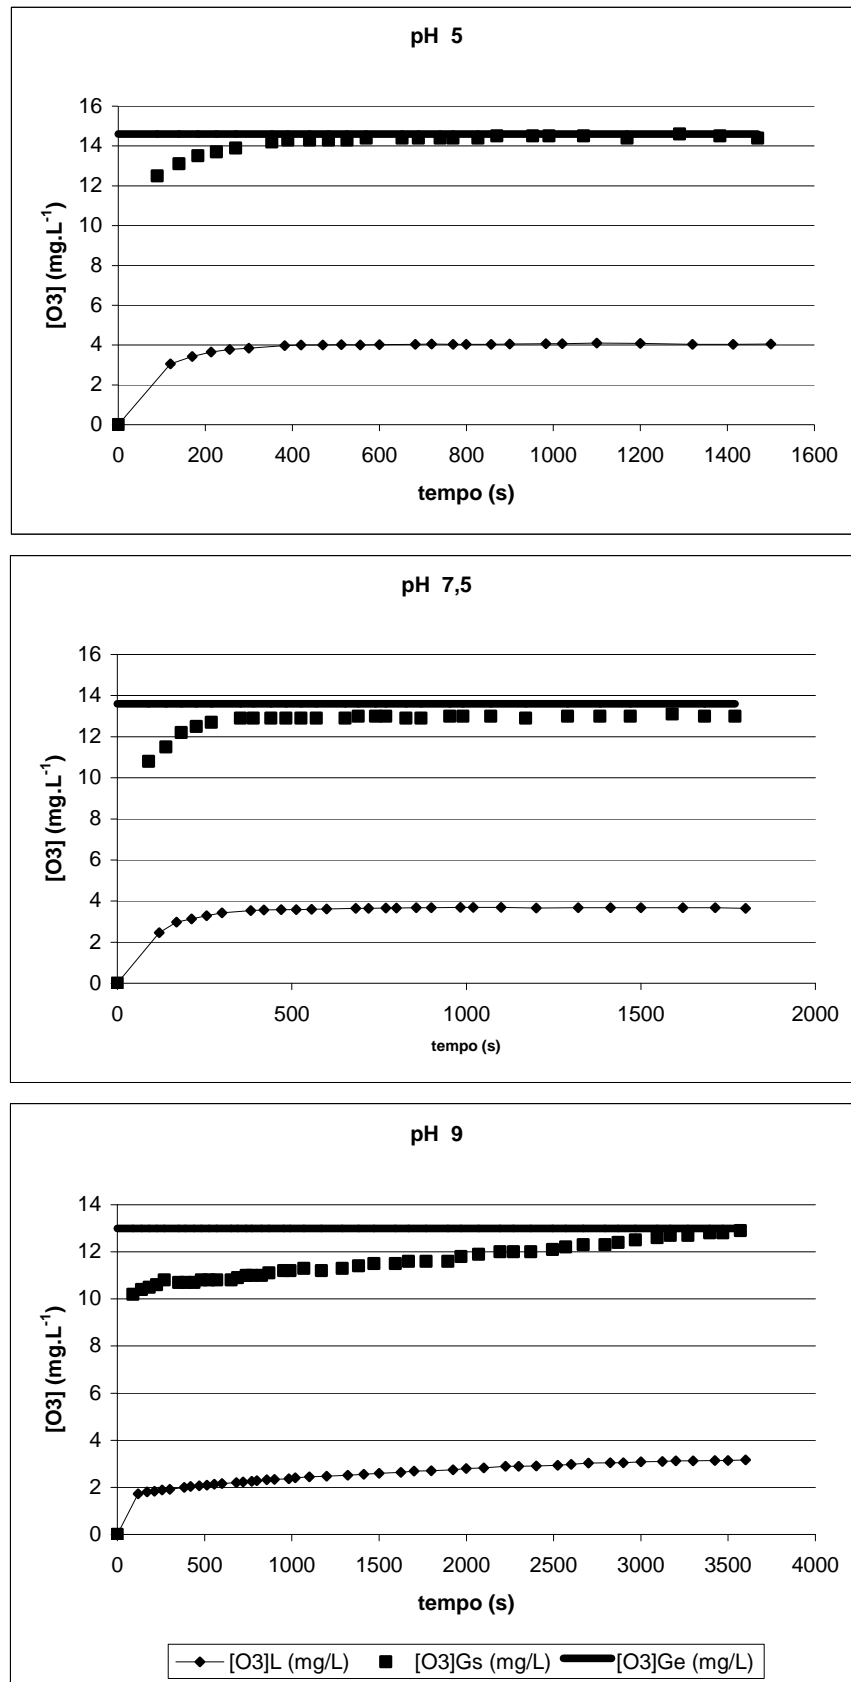 pH 5
16
14
12
10
8
6
4
2
0
[O3] (mg.L-1)
0 200 400 600 800 1000 1200 1400 1600
tempo (s)
pH 7,5
16
14
12
10
8
6
4
2
0
[O3] (mg.L-1)
0 500 1000 1500 2000
tempo (s)
pH 9
14
12
10
8
6
4
2
0
[O3] (mg.L-1)
0 500 1000 1500 2000 2500 3000 3500 4000
tempo (s)
[O3]L (mg/L) [O3]Gs (mg/L) [O3]Ge (mg/L)